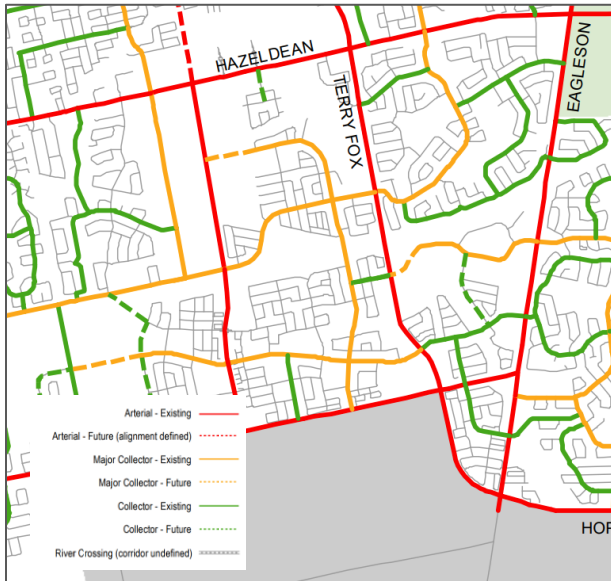 HAZELDEAN
TERRY FOX
EAGLESON
Arterial - Existing
Arterial - Future (alignment defined)
Major Collector - Existing
Major Collector - Future
Collector - Existing
Collector - Future
River Crossing (corridor undefined)
HOP